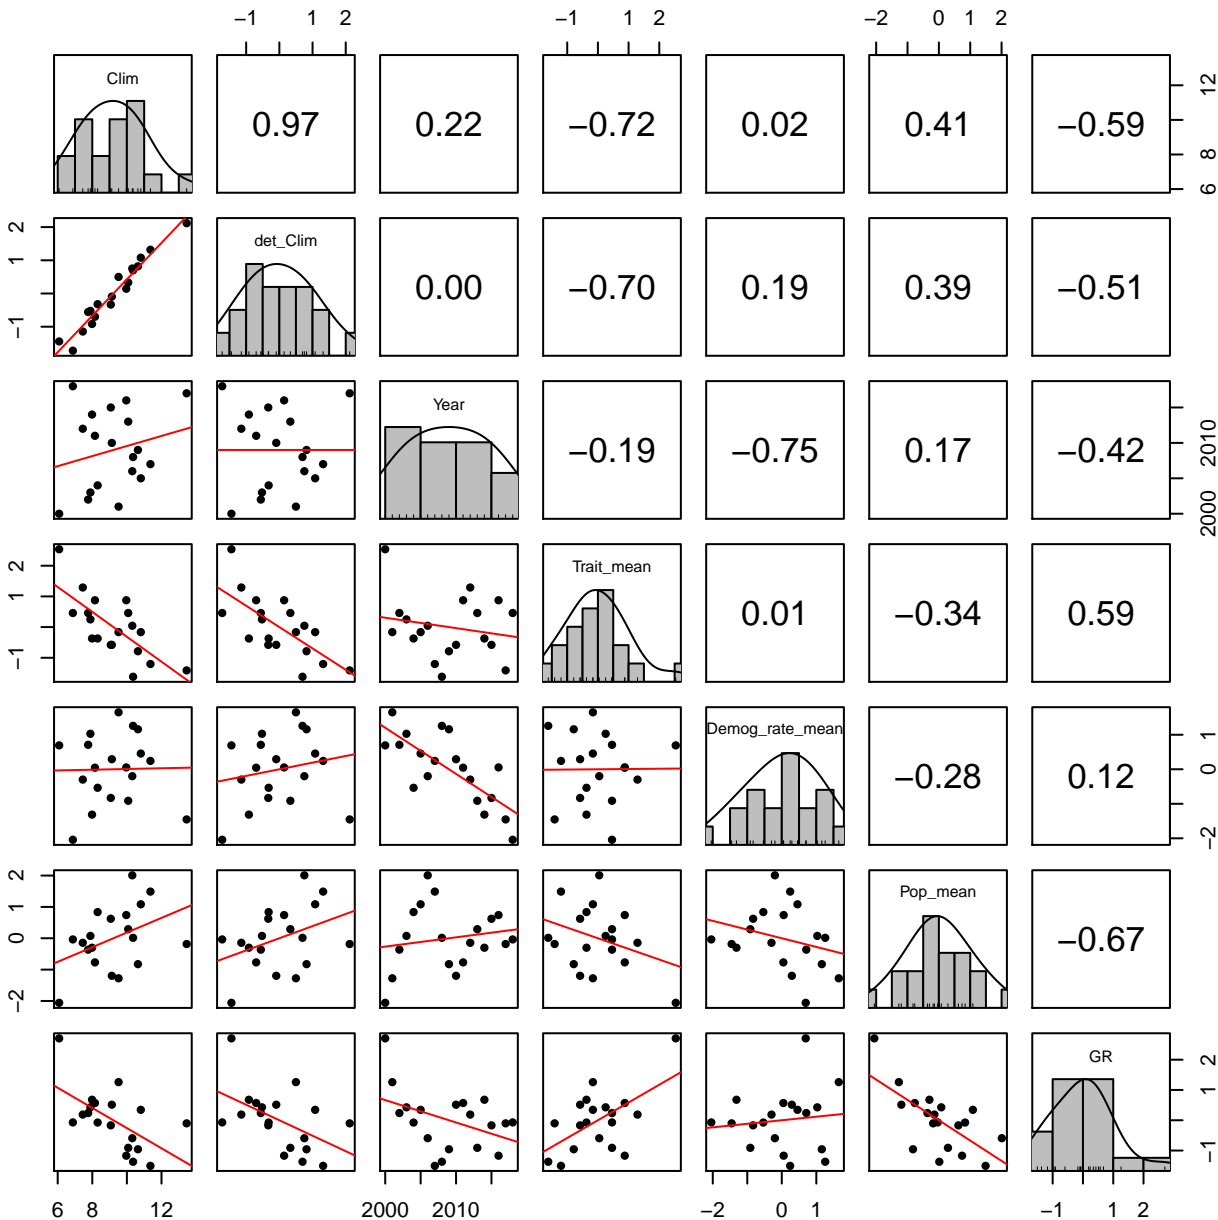 −1 1 2 −1 1 2 −2 0 1 2
Clim
0.97 0.22 −0.72 0.02 0.41 −0.59
6 8 12
−1 1 2
det_Clim
0.00 −0.70 0.19 0.39 −0.51
Year
−0.19 −0.75 0.17 −0.42
2000 2010
−1 1 2
Trait_mean
0.01 −0.34 0.59
Demog_rate_mean
−0.28 0.12
−2 0 1
−2 0 1 2
Pop_mean
−0.67
GR
−1 1 2
6 8 12 2000 2010 −2 0 1 −1 1 2